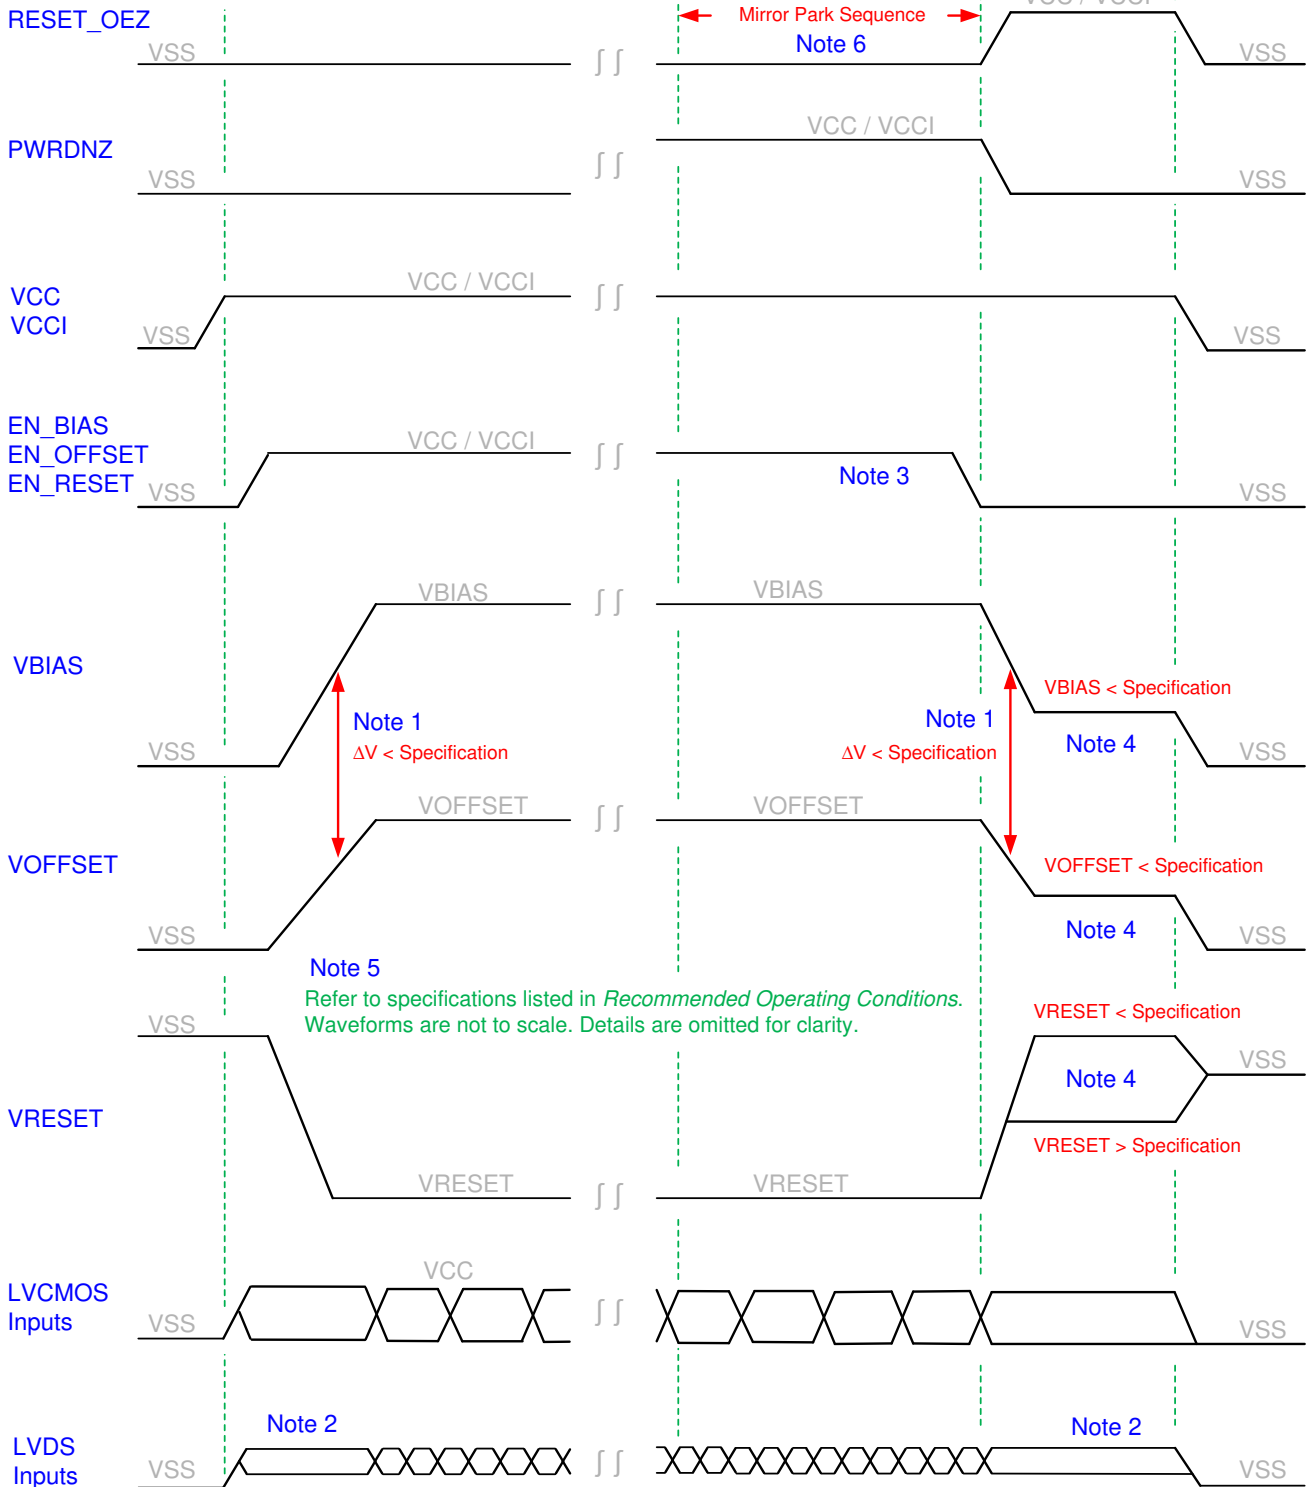 RESET_OEZ
VSS
Mirror Park Sequence
Note 6
VSS
PWRDNZ
VSS
VCC / VCCI
VSS
VCC
VCCI
VSS
VCC / VCCI
VSS
EN_BIAS
EN_OFFSET
EN_RESET
VSS
VCC / VCCI
Note 3
VSS
VBIAS
VSS
VBIAS
Note 1
ΔV < Specification
VBIAS
Note 1
ΔV < Specification
VBIAS < Specification
Note 4
VSS
VOFFSET
VSS
VOFFSET
VOFFSET
VOFFSET < Specification
Note 4
VSS
Note 5
Refer to specifications listed in Recommended Operating Conditions.
Waveforms are not to scale. Details are omitted for clarity.
VRESET
VSS
VRESET
VRESET
VRESET < Specification
Note 4
VRESET > Specification
VSS
LVCMOS
Inputs
VSS
VCC
VSS
LVDS
Inputs
VSS
Note 2
Note 2
VSS